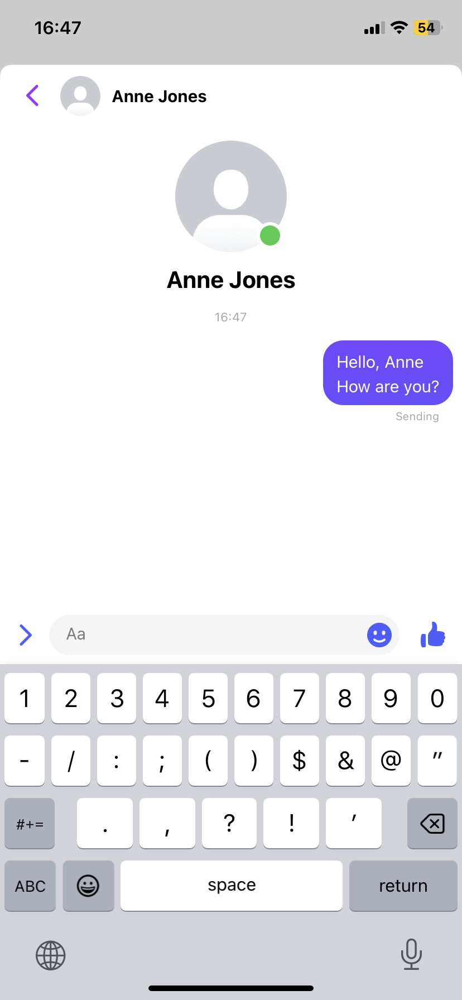 16:47
54
Anne Jones
Anne Jones
16:47
Hello, Anne
How are you?
Sending
Aa
1 2 3 4 5 6 7 8 9 0
- / : ; ( ) $ & @ "
#+= . , ? ! '
ABC space return